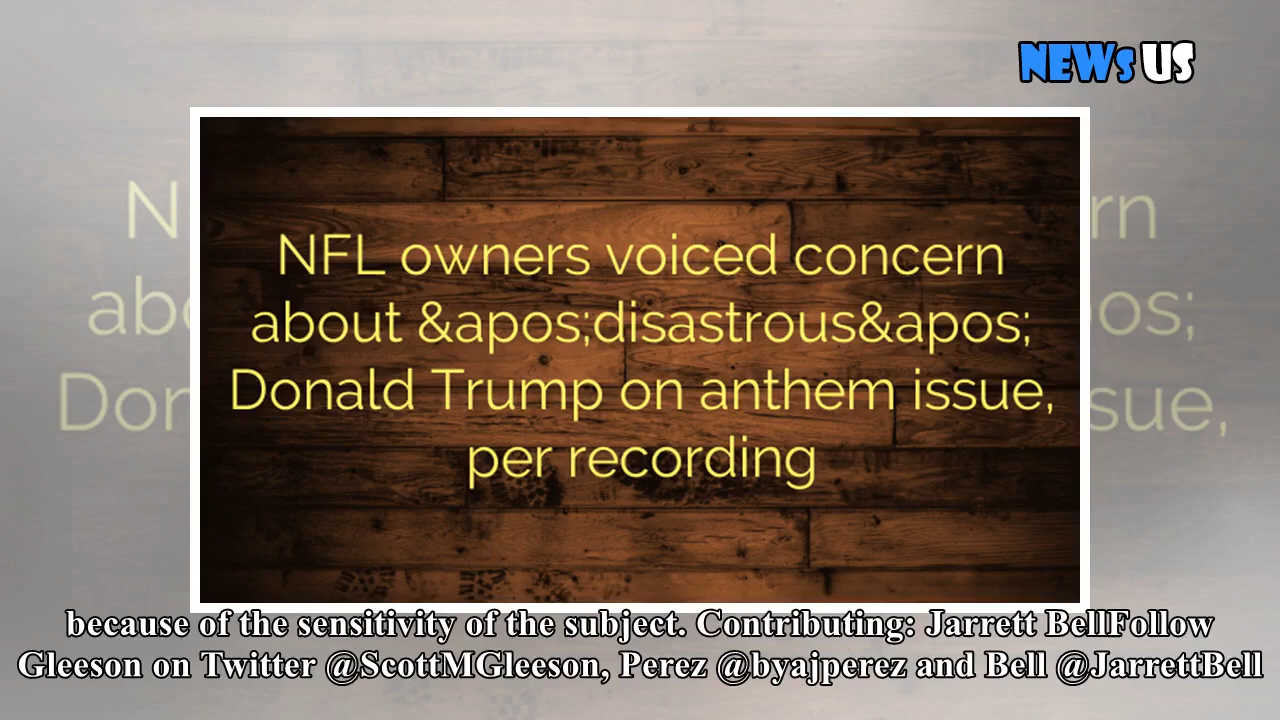 NEWs US
NFL owners voiced concern
about &apos;disastrous&apos;
Donald Trump on anthem issue,
per recording
because of the sensitivity of the subject. Contributing: Jarrett BellFollow
Gleeson on Twitter @ScottMGleeson, Perez @byajperez and Bell @JarrettBell